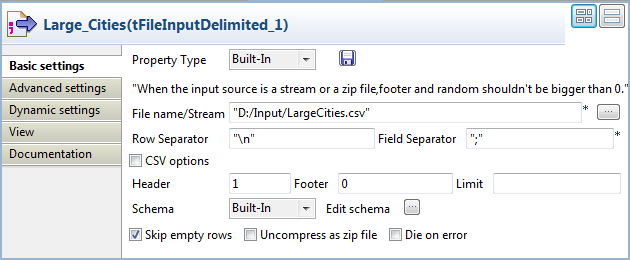 Large_Cities(tFileInputDelimited_1)
Basic settings
Advanced settings
Dynamic settings
View
Documentation
Property Type Built-In
"When the input source is a stream or a zip file,footer and random shouldn't be bigger than 0."
File name/Stream "D:/Input/LargeCities.csv" * ...
Row Separator "\n" Field Separator ";" *
CSV options
Header 1 Footer 0 Limit
Schema Built-In Edit schema ...
Skip empty rows Uncompress as zip file Die on error